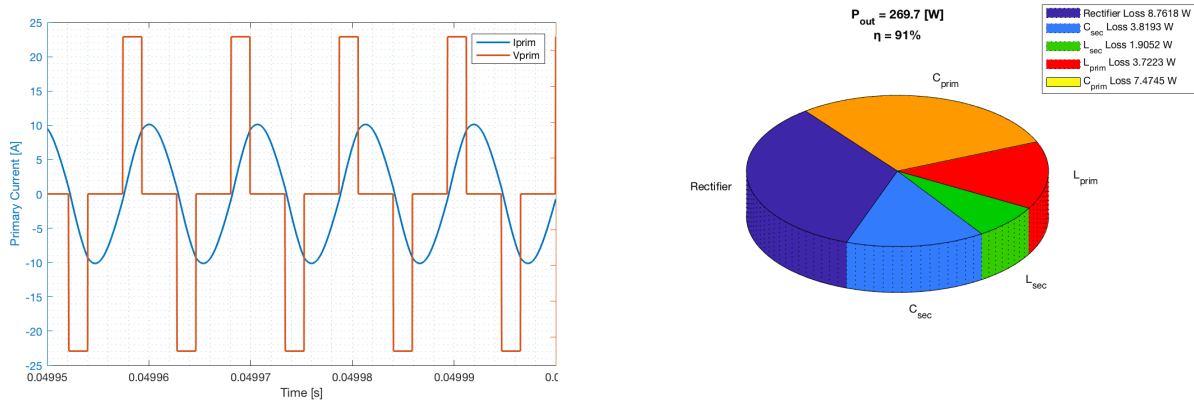 25
20
15
10
5
0
-5
-10
-15
-20
-25
Primary Current [A]
0.04995
0.04996
0.04997
0.04998
0.04999
0.0
Time [s]
Iprim
Vprim
P_out = 269.7 [W]
η = 91%
Rectifier Loss 8.7618 W
C_sec Loss 3.8193 W
L_sec Loss 1.9052 W
L_prim Loss 3.7223 W
C_prim Loss 7.4745 W
C_prim
Rectifier
L_prim
L_sec
C_sec